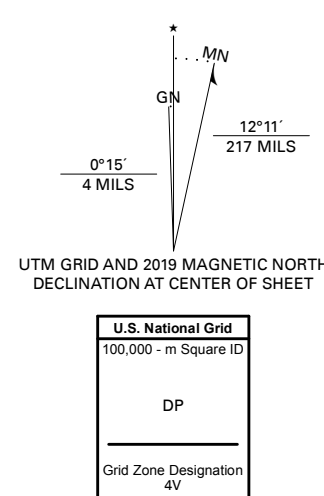 ★
MN
GN
12°11´
217 MILS
0°15´
4 MILS
UTM GRID AND 2019 MAGNETIC NORTH
DECLINATION AT CENTER OF SHEET
U.S. National Grid
100,000 - m Square ID
DP
Grid Zone Designation
4V